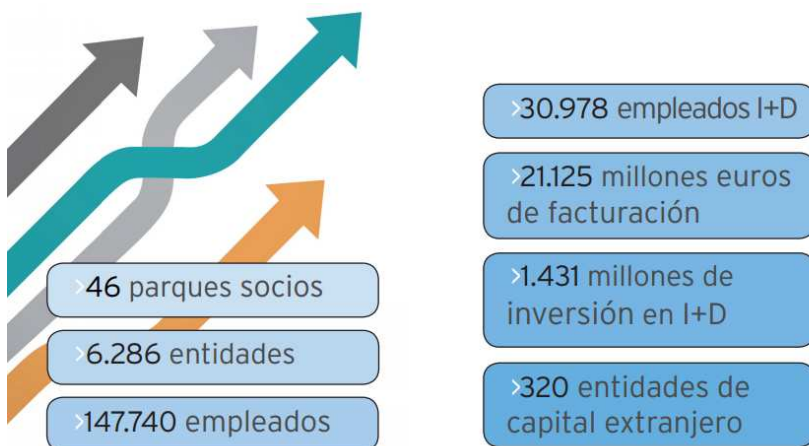 ›46 parques socios
›6.286 entidades
›147.740 empleados
›30.978 empleados I+D
›21.125 millones euros
de facturación
›1.431 millones de
inversión en I+D
›320 entidades de
capital extranjero